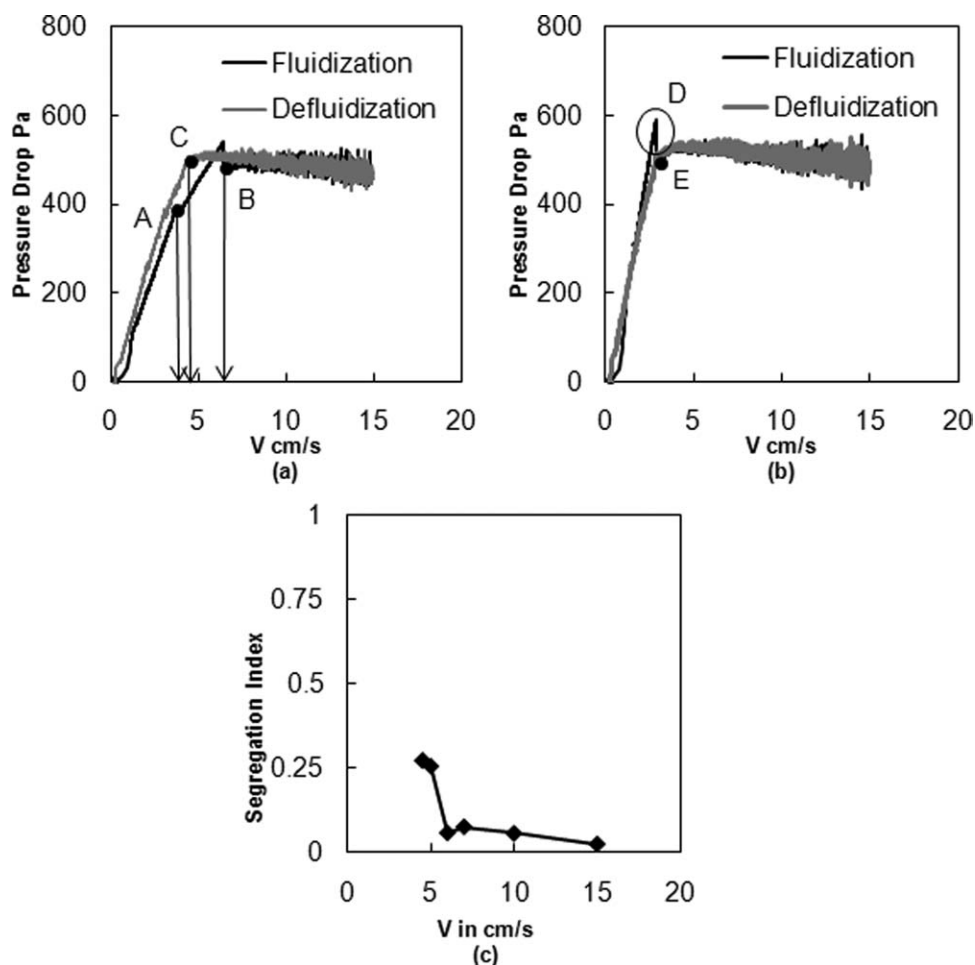 800
600
400
200
0
Pressure Drop Pa
Fluidization
Defluidization
C
A
B
0 5 10 15 20
V cm/s
(a)
800
600
400
200
0
Pressure Drop Pa
Fluidization
Defluidization
D
E
0 5 10 15 20
V cm/s
(b)
1
0.75
0.5
0.25
0
Segregation Index
0 5 10 15 20
V in cm/s
(c)